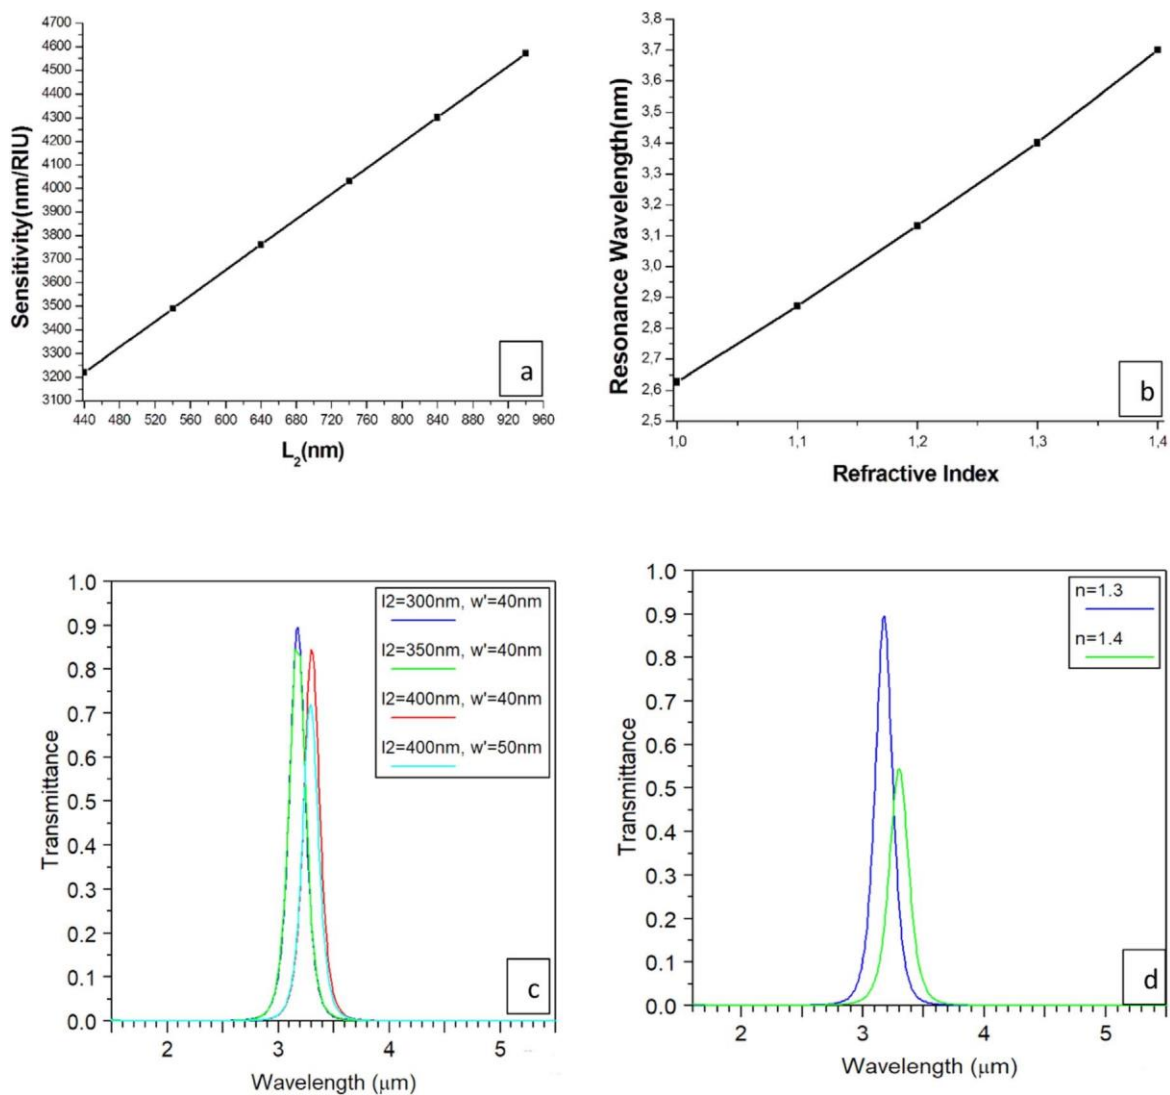 4700
4600
4500
4400
4300
4200
4100
4000
3900
3800
3700
3600
3500
3400
3300
3200
3100
Sensitivity(nm/RIU)
440 480 520 560 600 640 680 720 760 800 840 880 920 960
L2(nm)
a
3,8
3,7
3,6
3,5
3,4
3,3
3,2
3,1
3,0
2,9
2,8
2,7
2,6
2,5
Resonance Wavelength(nm)
1,0 1,1 1,2 1,3 1,4
Refractive Index
b
1.0
0.9
0.8
0.7
0.6
0.5
0.4
0.3
0.2
0.1
0.0
Transmittance
l2=300nm, w'=40nm
l2=350nm, w'=40nm
l2=400nm, w'=40nm
l2=400nm, w'=50nm
c
2 3 4 5
Wavelength (μm)
1.0
0.9
0.8
0.7
0.6
0.5
0.4
0.3
0.2
0.1
0.0
Transmittance
n=1.3
n=1.4
d
2 3 4 5
Wavelength (μm)